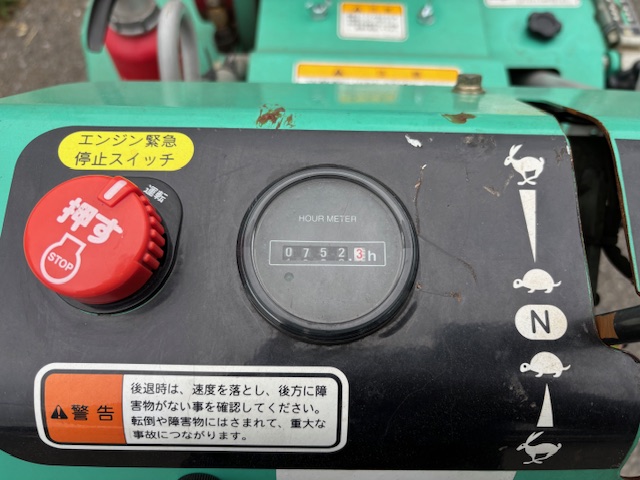 エンジン緊急
停止スイッチ
運転
押す
STOP
HOUR METER
0752.3h
N
警告
後退時は、速度を落とし、後方に障
害物がない事を確認してください。
転倒や障害物にはさまれて、重大な
事故につながります。